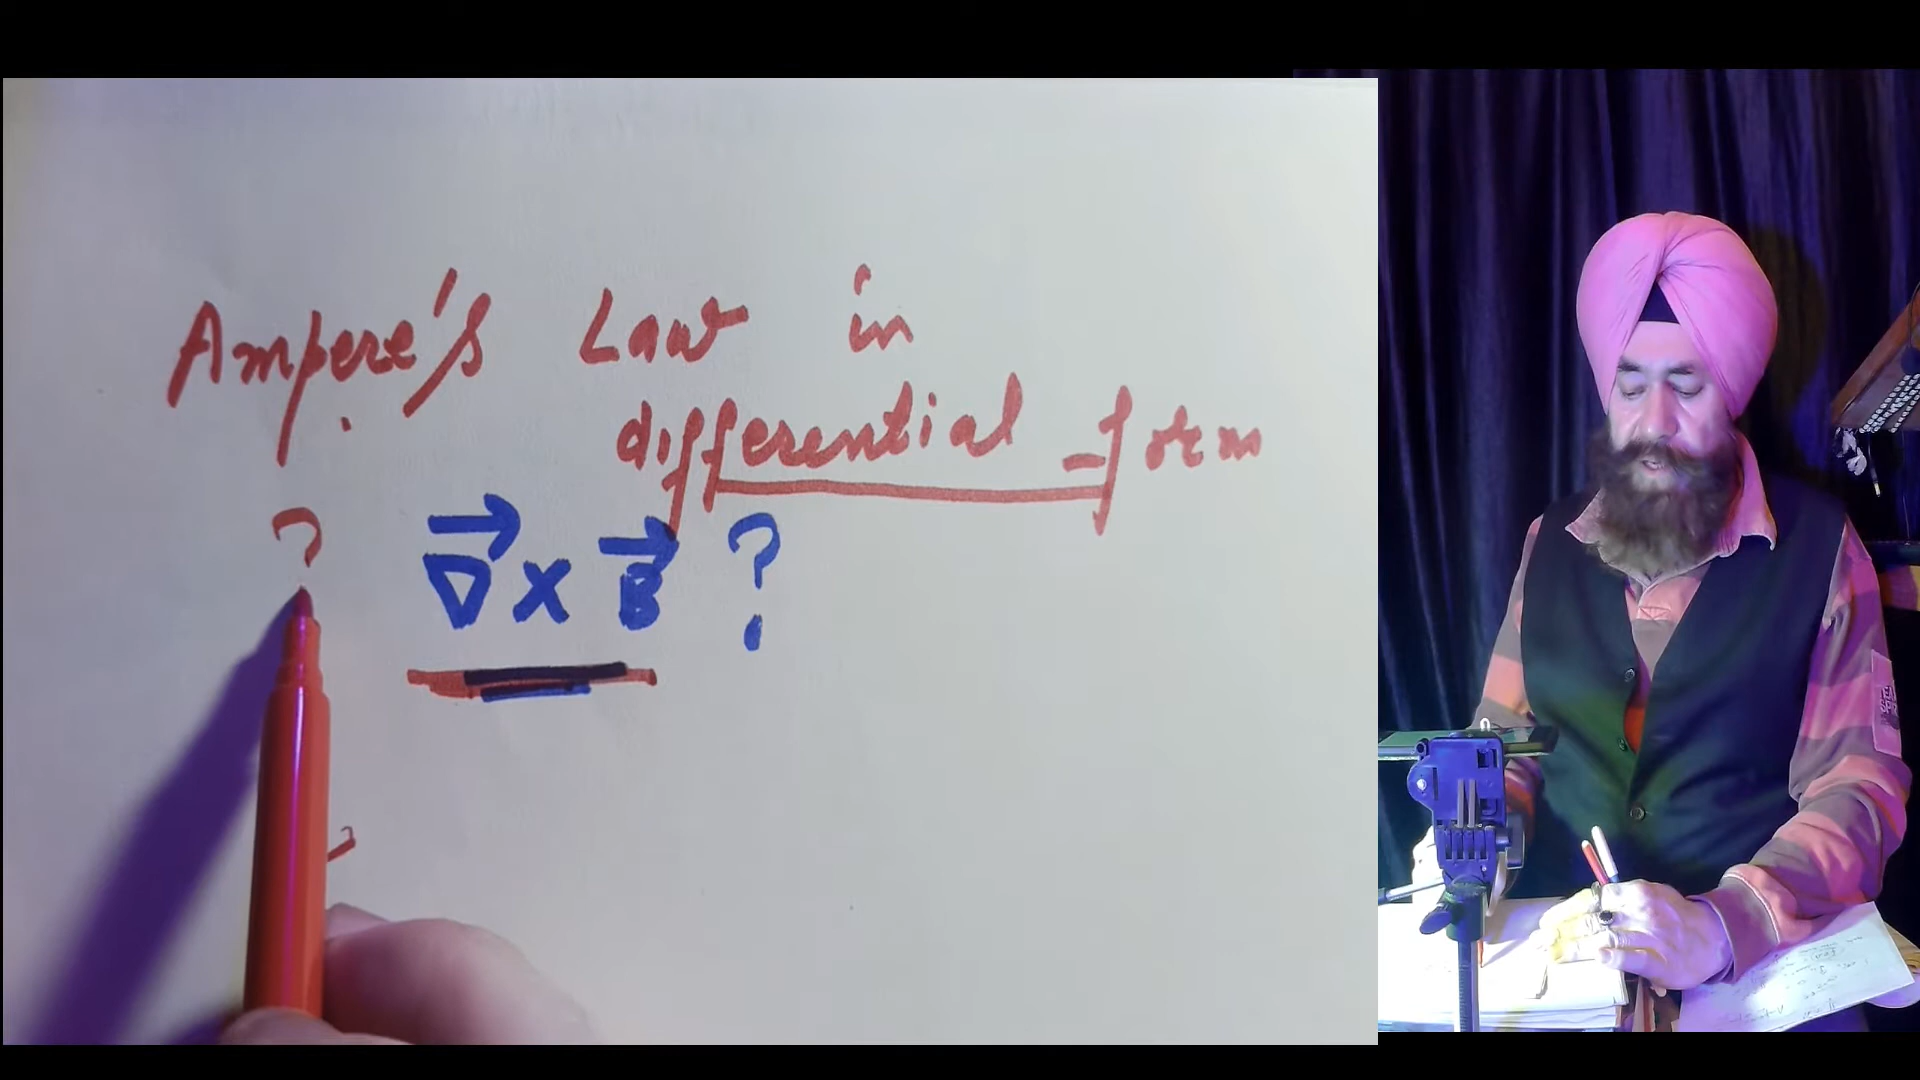 Ampere's Law in
differential form
? ∇⃗ × B⃗ ?